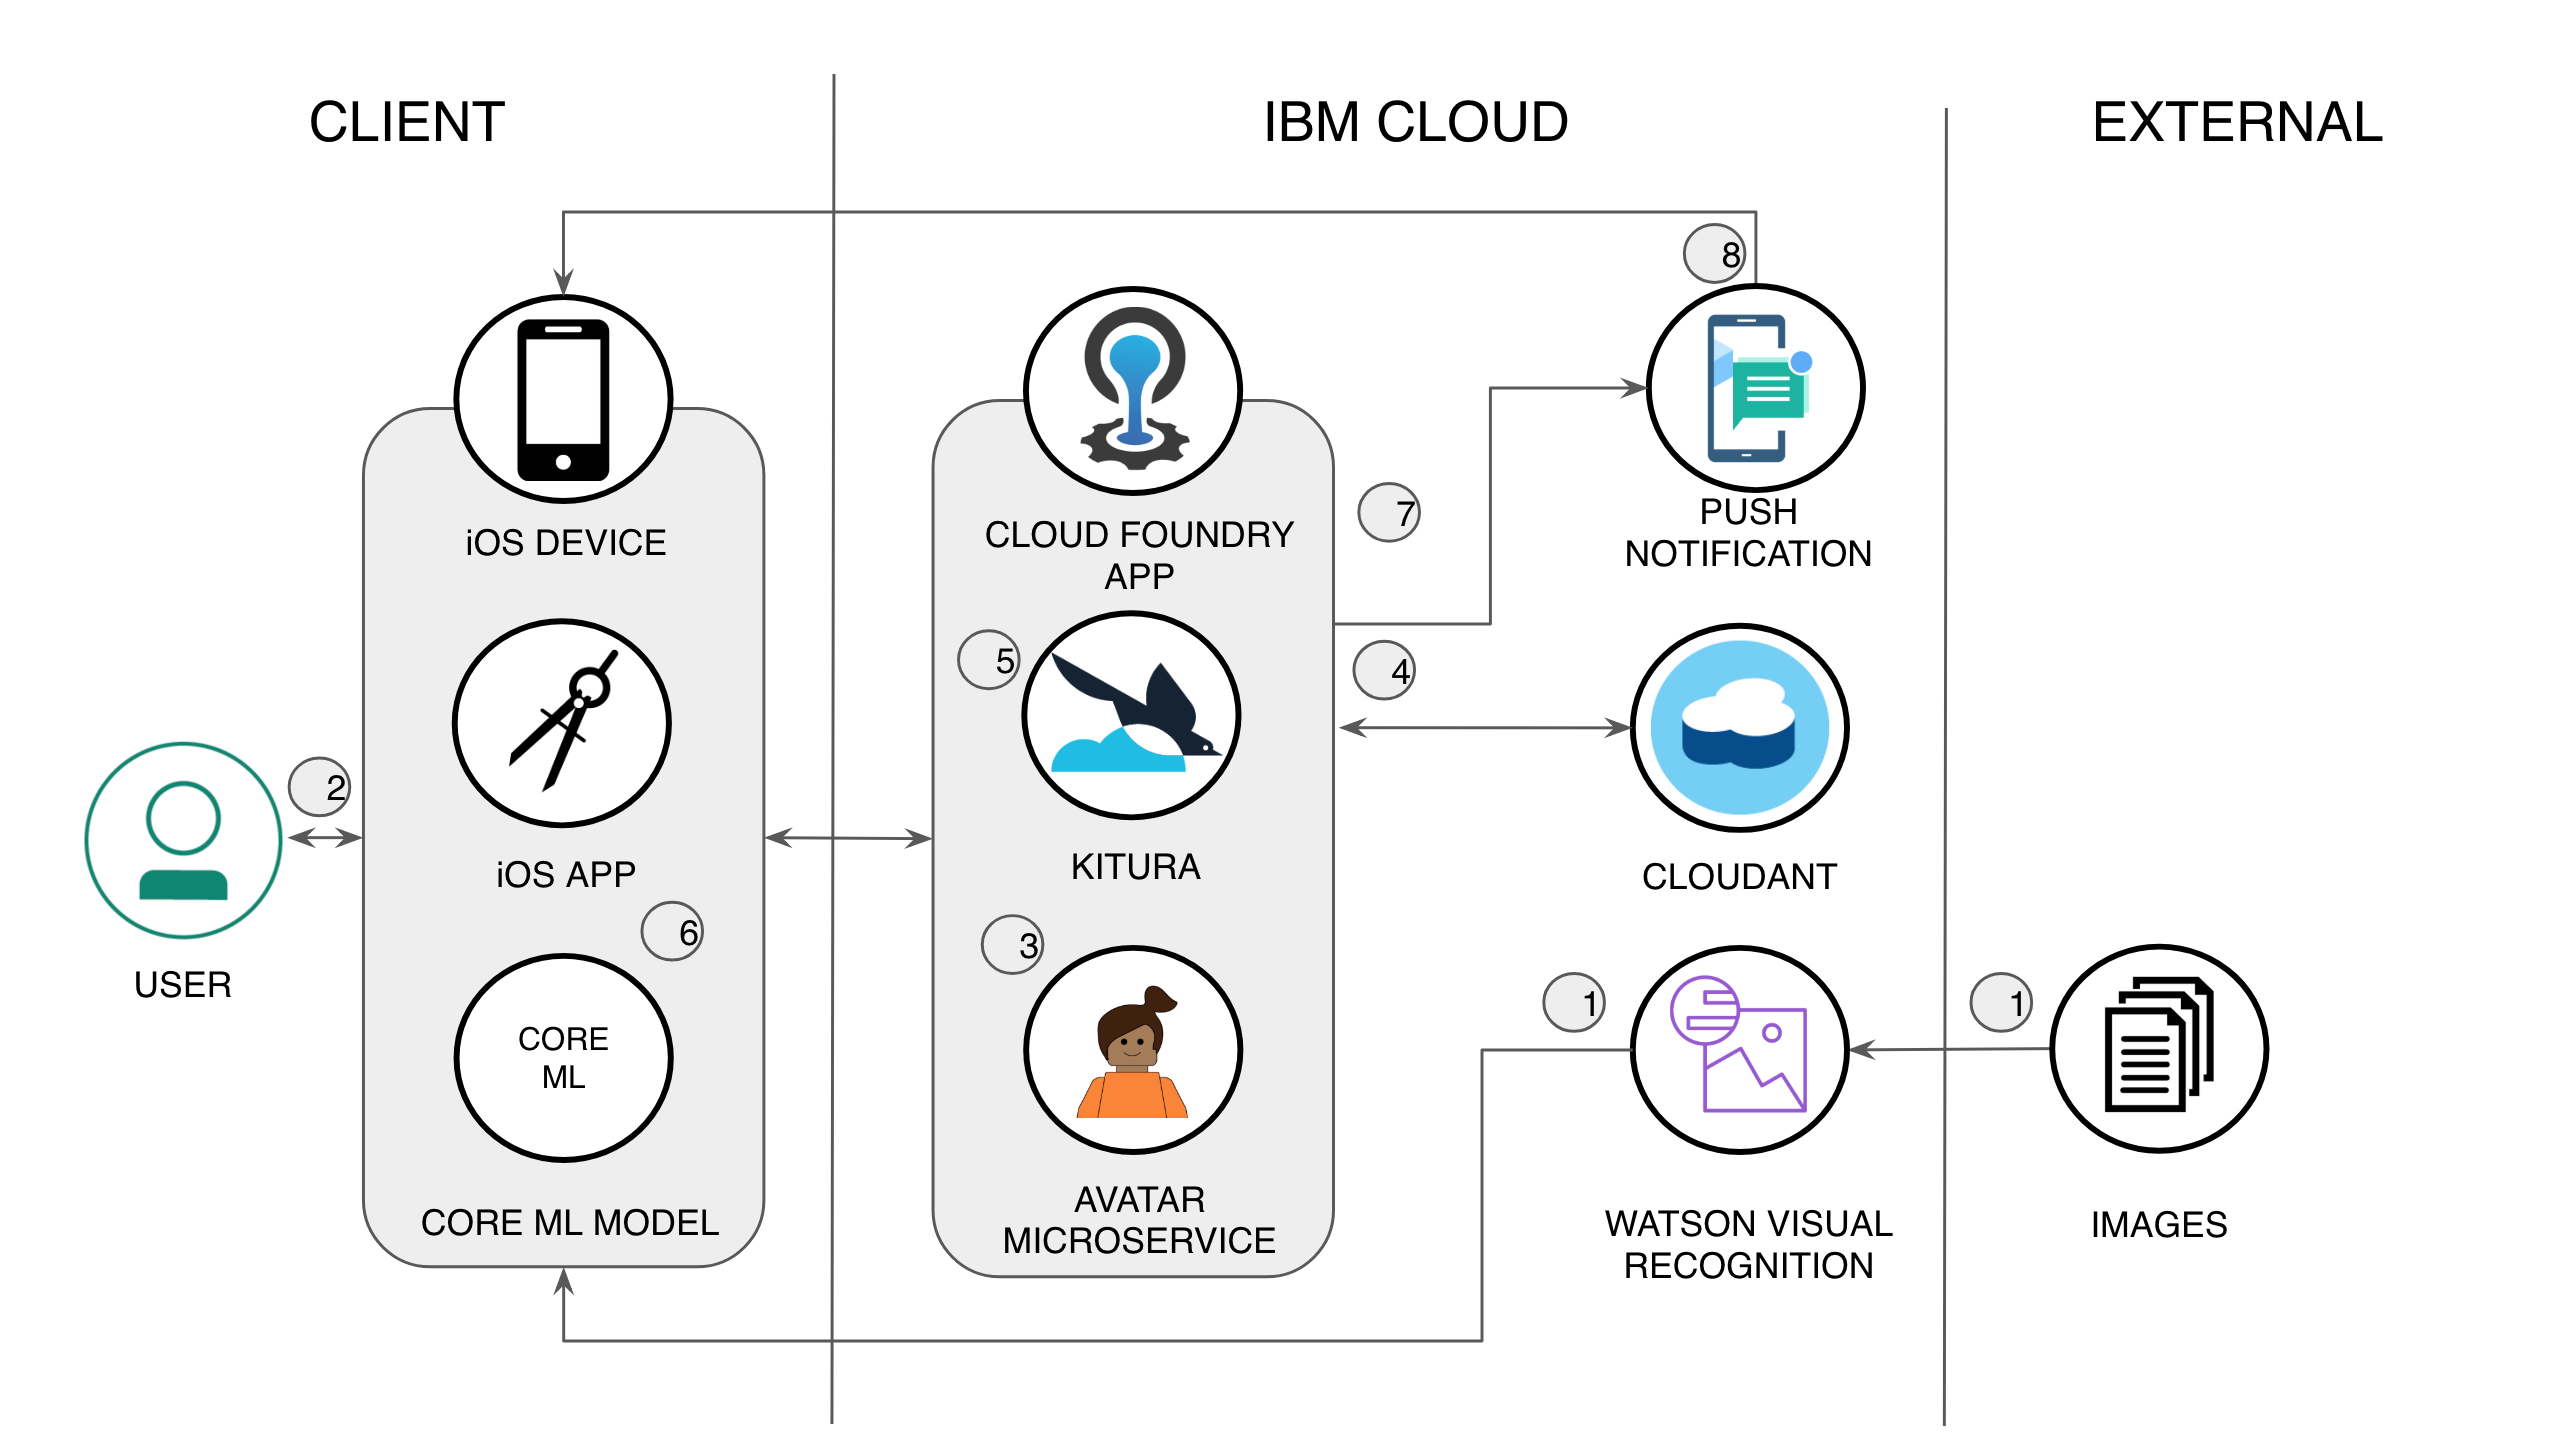 CLIENT
IBM CLOUD
EXTERNAL
8
iOS DEVICE
CLOUD FOUNDRY
APP
7
PUSH
NOTIFICATION
2
USER
iOS APP
5
KITURA
4
CLOUDANT
6
CORE
ML
CORE ML MODEL
3
AVATAR
MICROSERVICE
1
WATSON VISUAL
RECOGNITION
1
IMAGES